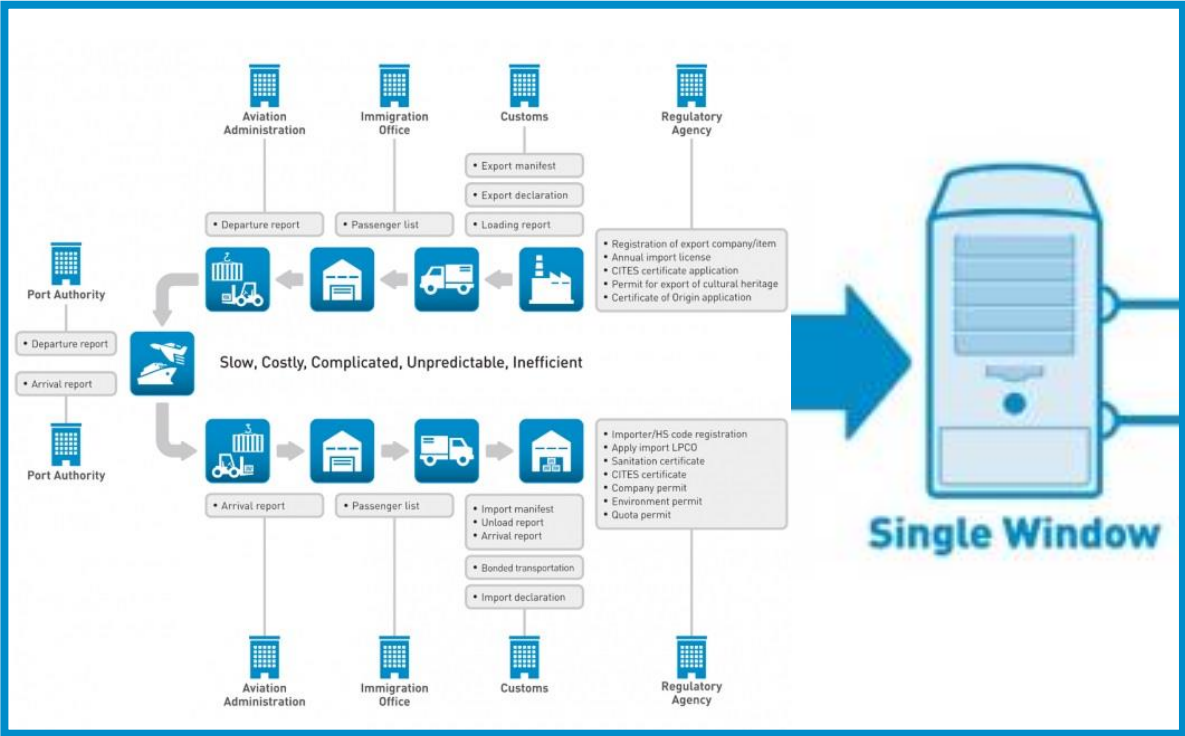 Aviation
Administration
Immigration
Office
Customs
Regulatory
Agency
• Export manifest
• Export declaration
• Departure report
• Passenger list
• Loading report
• Registration of export company/item
• Annual import license
• CITES certificate application
• Permit for export of cultural heritage
• Certificate of Origin application
Port Authority
• Departure report
Slow, Costly, Complicated, Unpredictable, Inefficient
• Arrival report
Port Authority
• Importer/HS code registration
• Apply import LPCO
• Sanitation certificate
• CITES certificate
• Company permit
• Environment permit
• Quota permit
• Arrival report
• Passenger list
• Import manifest
• Unload report
• Arrival report
• Bonded transportation
• Import declaration
Aviation
Administration
Immigration
Office
Customs
Regulatory
Agency
Single Window